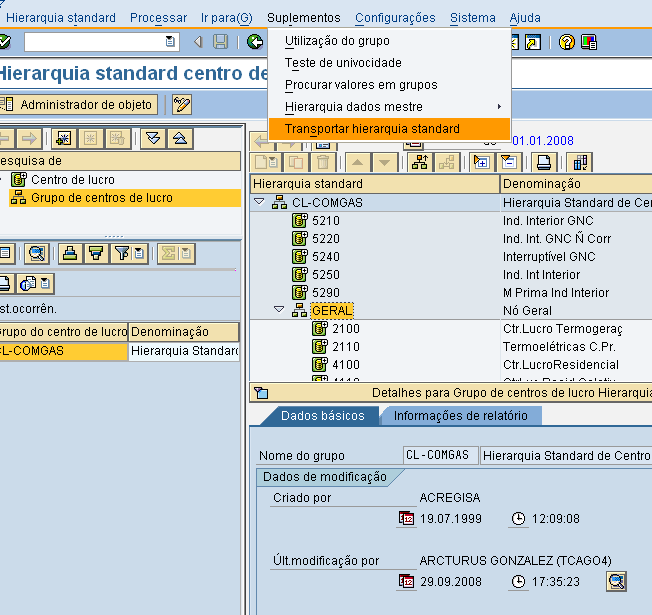 Hierarquia standard Processar Ir para(G) Suplementos Configurações Sistema Ajuda
Utilização do grupo
Teste de univocidade
Procurar valores em grupos
Hierarquia dados mestre
Transportar hierarquia standard
Hierarquia standard centro de
Administrador de objeto
01.01.2008
esquisa de
Centro de lucro
Grupo de centros de lucro
Hierarquia standard Denominação
CL-COMGAS Hierarquia Standard de Cen
5210 Ind. Interior GNC
5220 Ind. Int. GNC Ñ Corr
5240 Interruptível GNC
5250 Ind. Int Interior
5290 M Prima Ind Interior
GERAL Nó Geral
2100 Ctr.Lucro Termogeraç
2110 Termoelétricas C.Pr.
4100 Ctr.LucroResidencial
st.ocorrên.
rupo do centro de lucro Denominação
CL-COMGAS Hierarquia Standard
Detalhes para Grupo de centros de lucro Hierarquia
Dados básicos Informações de relatório
Nome do grupo CL-COMGAS Hierarquia Standard de Centro
Dados de modificação
Criado por ACREGISA
19.07.1999 12:09:08
Últ.modificação por ARCTURUS GONZALEZ (TCAGO4)
29.09.2008 17:35:23